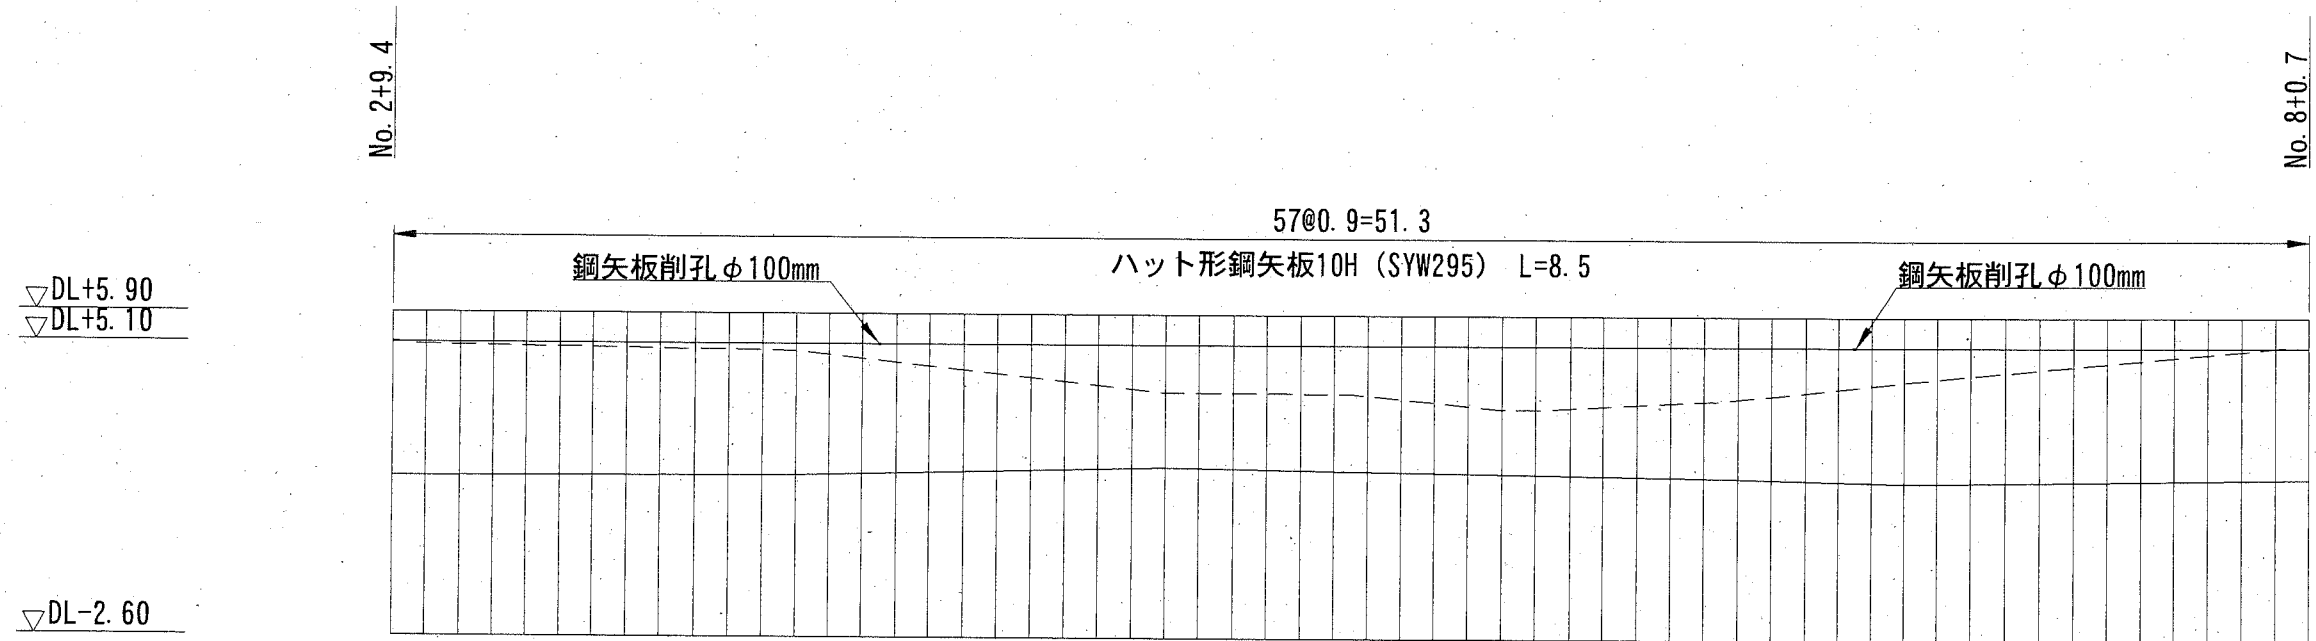 No. 2+9. 4
No. 8+0. 7
57@0. 9=51. 3
ハット形鋼矢板10H (SYW295) L=8. 5
鋼矢板削孔φ100mm
鋼矢板削孔φ100mm
▽DL+5. 90
▽DL+5. 10
▽DL-2. 60